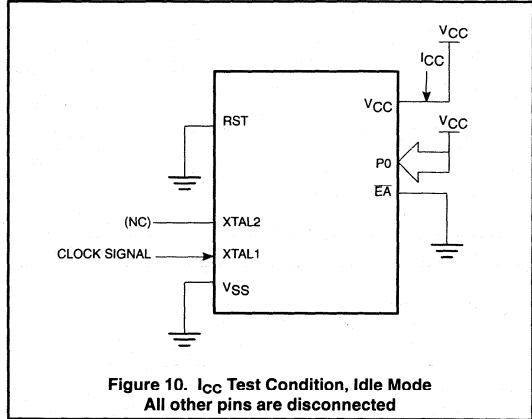 VCC
ICC
VCC
RST
VCC
P0
EA
(NC)
XTAL2
CLOCK SIGNAL
XTAL1
VSS
Figure 10. ICC Test Condition, Idle Mode
All other pins are disconnected